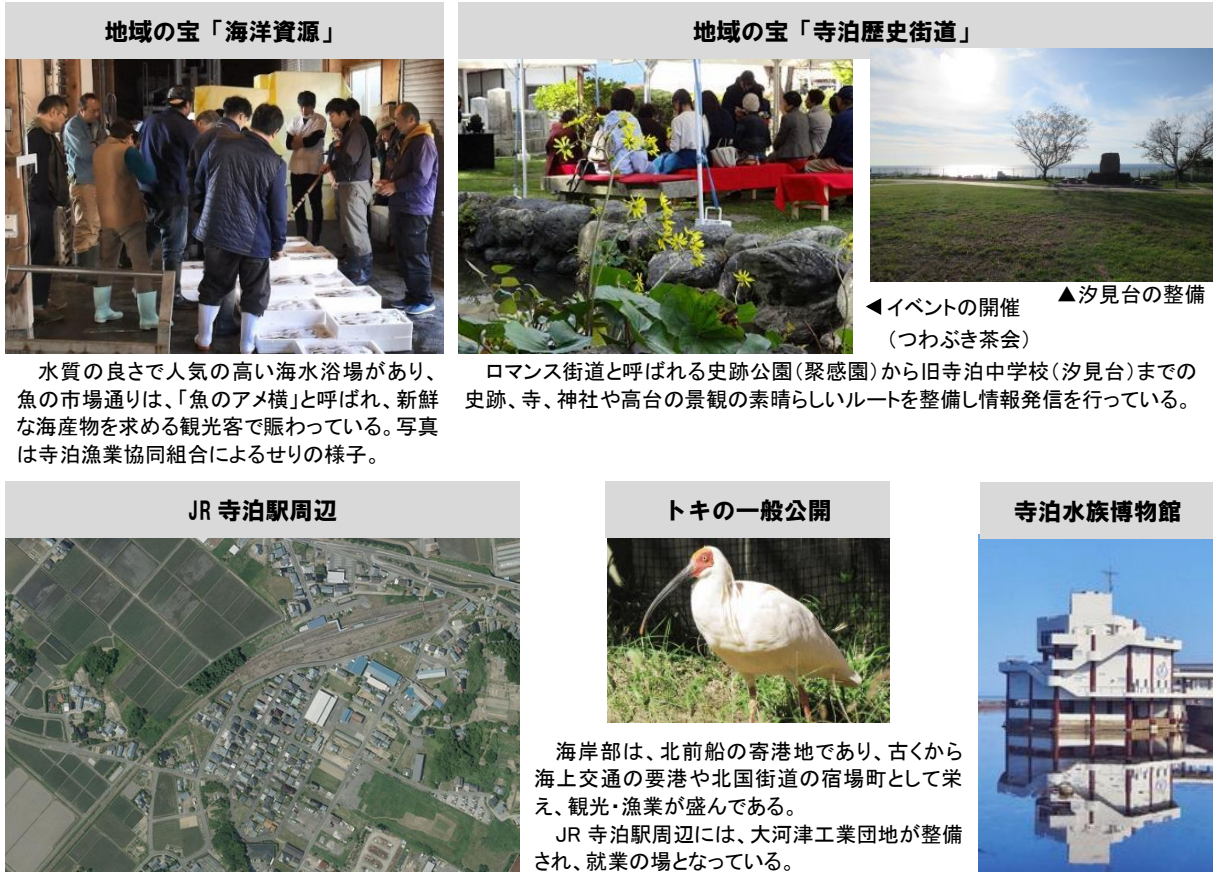 地域の宝「海洋資源」
水質の良さで人気の高い海水浴場があり、
魚の市場通りは、「魚のアメ横」と呼ばれ、新鮮
な海産物を求める観光客で賑わっている。写真
は寺泊漁業協同組合によるせりの様子。
地域の宝「寺泊歴史街道」
◀イベントの開催
（つわぶき茶会）
▲汐見台の整備
ロマンス街道と呼ばれる史跡公園（聚感園）から旧寺泊中学校（汐見台）までの
史跡、寺、神社や高台の景観の素晴らしいルートを整備し情報発信を行っている。
JR 寺泊駅周辺
トキの一般公開
海岸部は、北前船の寄港地であり、古くから
海上交通の要港や北国街道の宿場町として栄
え、観光・漁業が盛んである。
JR 寺泊駅周辺には、大河津工業団地が整備
され、就業の場となっている。
寺泊水族博物館